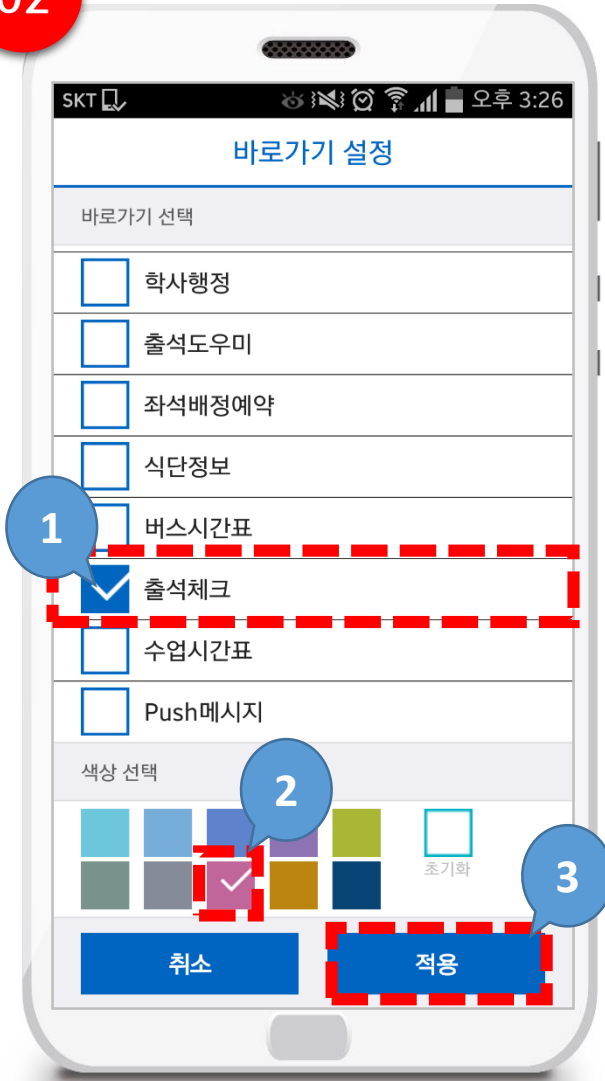 02
SKT 오후 3:26
바로가기 설정
바로가기 선택
학사행정
출석도우미
좌석배정예약
식단정보
1
버스시간표
출석체크
수업시간표
Push메시지
색상 선택
2
초기화
3
취소 적용